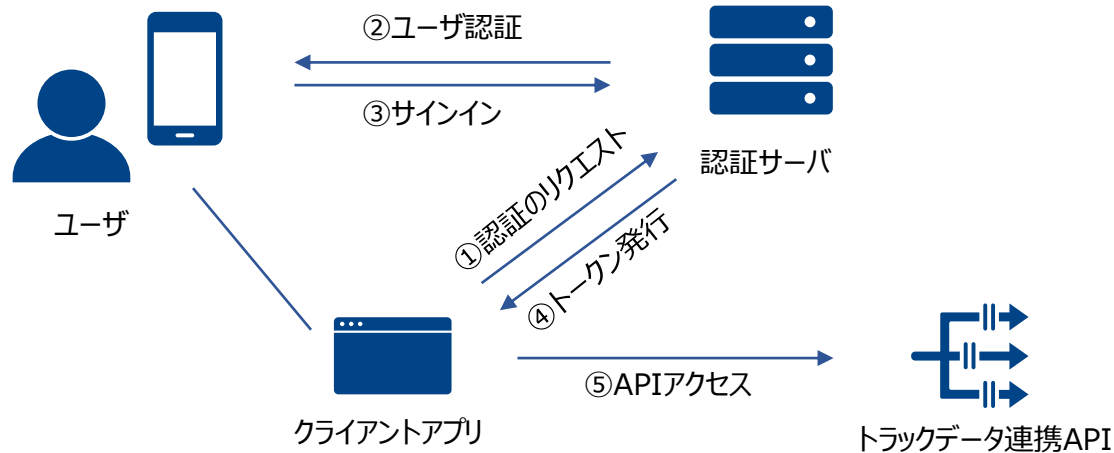 ②ユーザ認証
③サインイン
認証サーバ
ユーザ
①認証のリクエスト
④トークン発行
⑤APIアクセス
クライアントアプリ
トラックデータ連携API